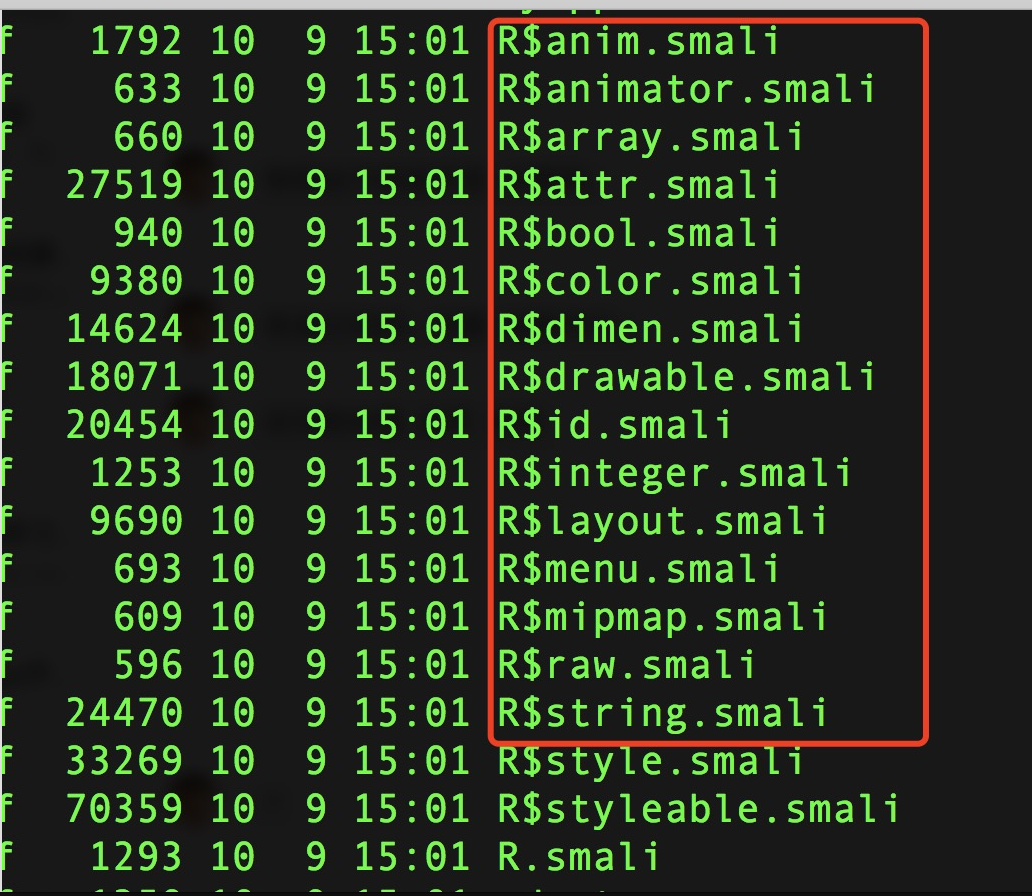 f 1792 10 9 15:01 R$anim.smali
f 633 10 9 15:01 R$animator.smali
f 660 10 9 15:01 R$array.smali
f 27519 10 9 15:01 R$attr.smali
f 940 10 9 15:01 R$bool.smali
f 9380 10 9 15:01 R$color.smali
f 14624 10 9 15:01 R$dimen.smali
f 18071 10 9 15:01 R$drawable.smali
f 20454 10 9 15:01 R$id.smali
f 1253 10 9 15:01 R$integer.smali
f 9690 10 9 15:01 R$layout.smali
f 693 10 9 15:01 R$menu.smali
f 609 10 9 15:01 R$mipmap.smali
f 596 10 9 15:01 R$raw.smali
f 24470 10 9 15:01 R$string.smali
f 33269 10 9 15:01 R$style.smali
f 70359 10 9 15:01 R$styleable.smali
f 1293 10 9 15:01 R.smali